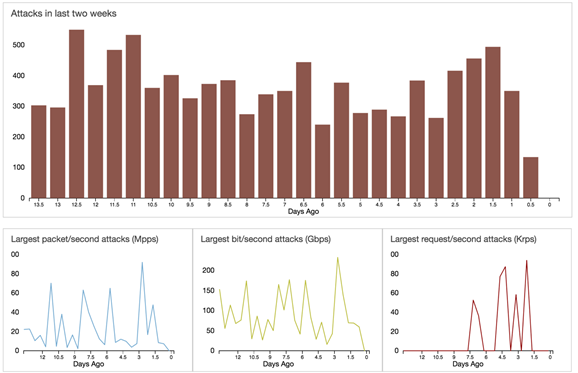 Attacks in last two weeks
500
400
300
200
100
0
13.5 13 12.5 12 11.5 11 10.5 10 9.5 9 8.5 8 7.5 7 6.5 6 5.5 5 4.5 4 3.5 3 2.5 2 1.5 1 0.5 0
Days Ago
Largest packet/second attacks (Mpps)
00
80
60
40
20
0
12 10.5 9 7.5 6 4.5 3 1.5 0
Days Ago
Largest bit/second attacks (Gbps)
200
150
100
50
0
12 10.5 9 7.5 6 4.5 3 1.5 0
Days Ago
Largest request/second attacks (Krps)
00
80
60
40
20
0
12 10.5 9 7.5 6 4.5 3 1.5 0
Days Ago